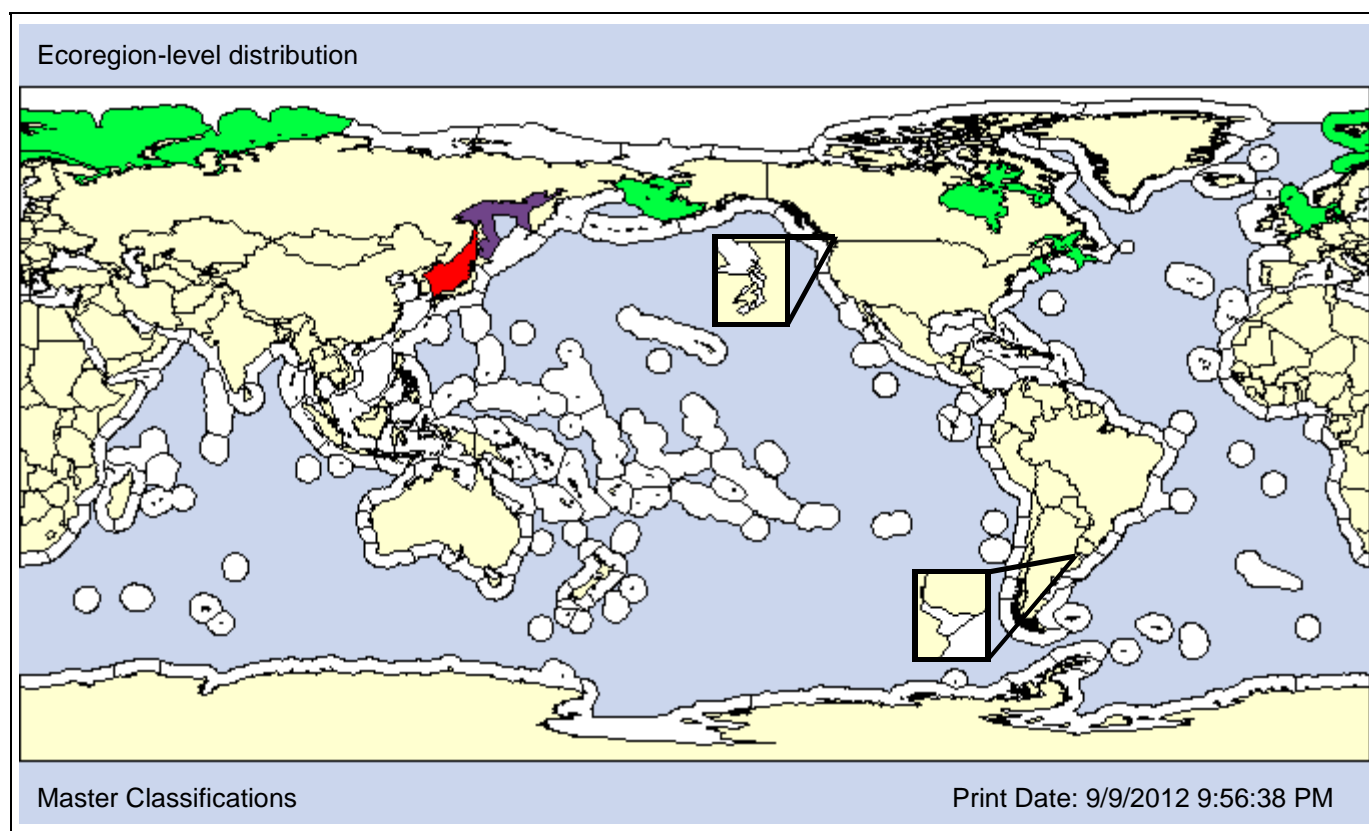 Ecoregion-level distribution
Master Classifications
Print Date: 9/9/2012 9:56:38 PM